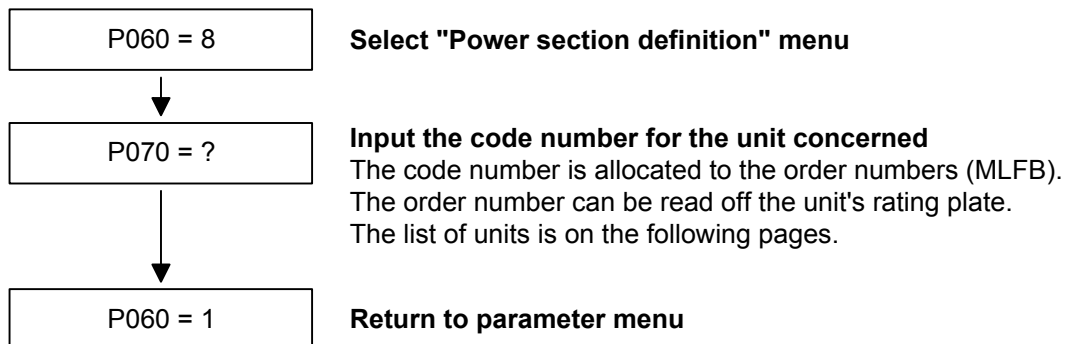 P060 = 8
Select "Power section definition" menu
P070 = ?
Input the code number for the unit concerned
The code number is allocated to the order numbers (MLFB).
The order number can be read off the unit's rating plate.
The list of units is on the following pages.
P060 = 1
Return to parameter menu